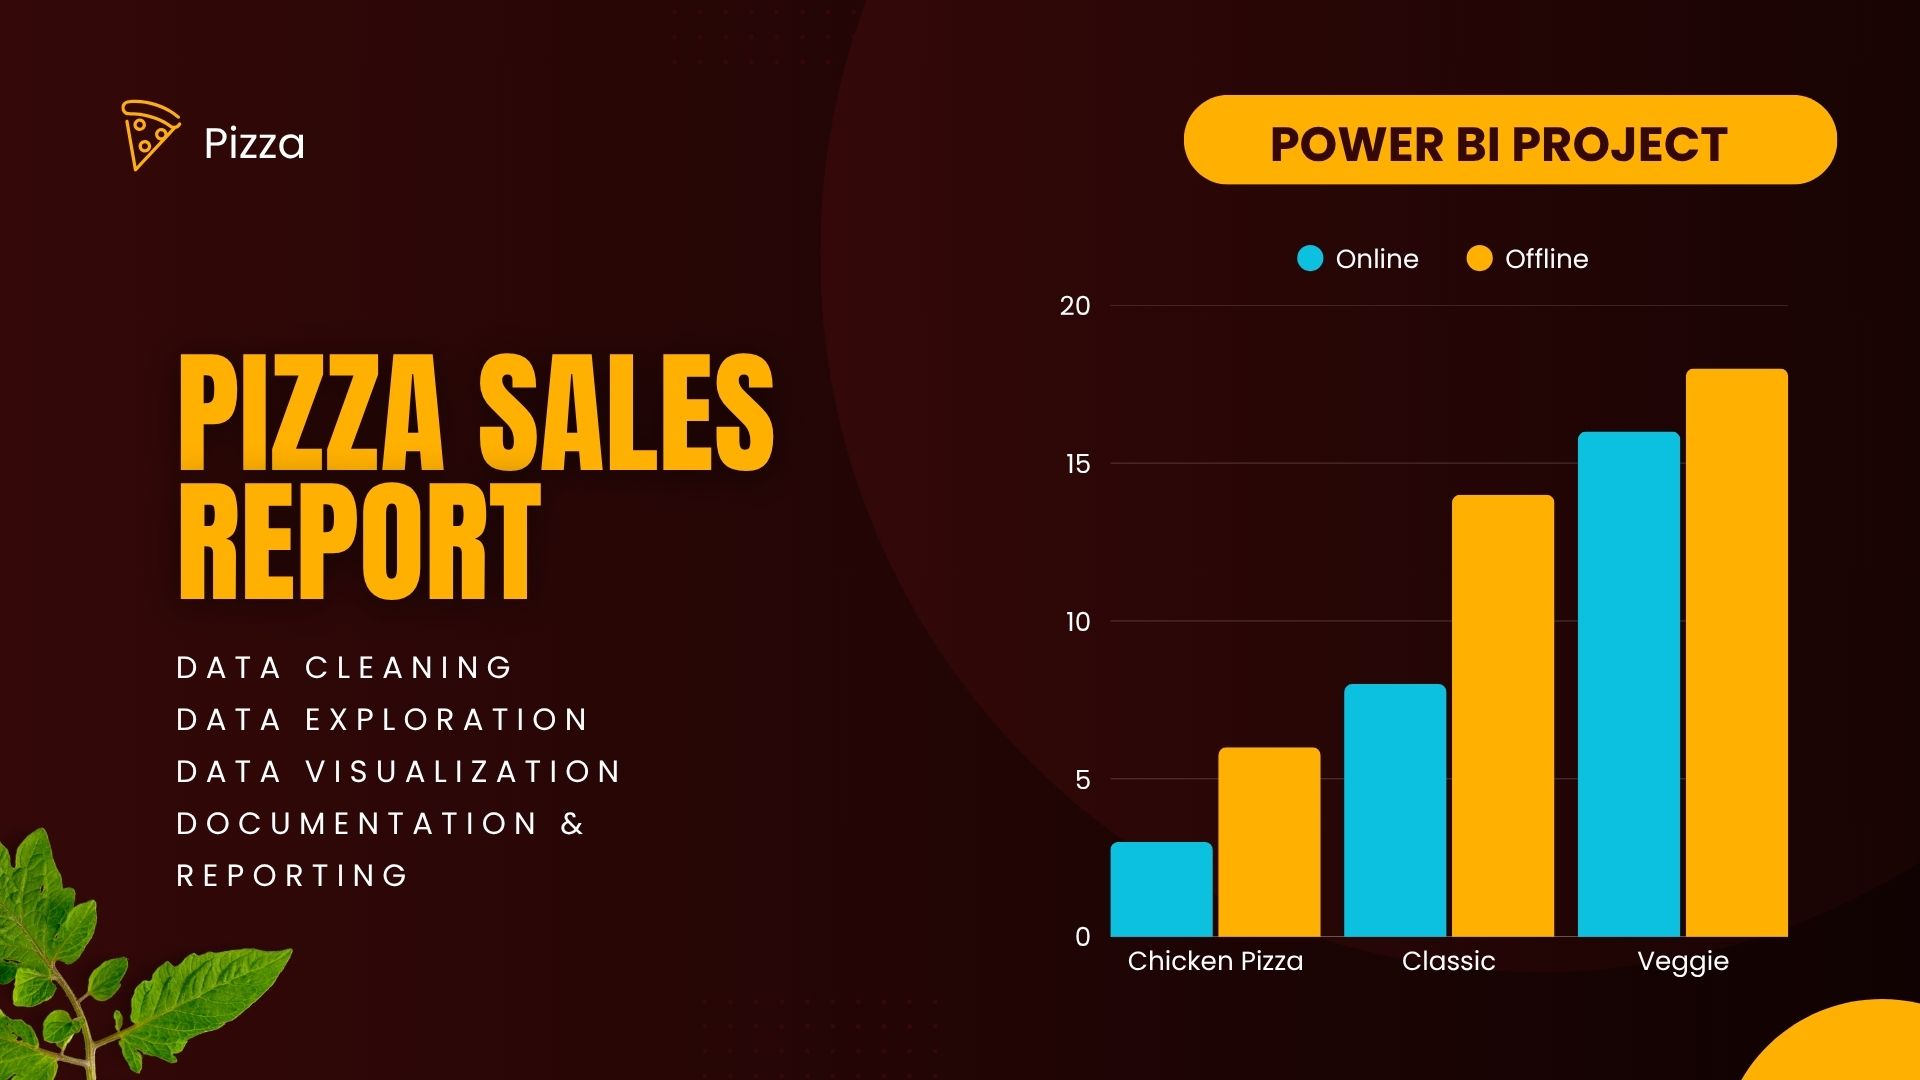 Pizza
POWER BI PROJECT
PIZZA SALES
REPORT
DATA CLEANING
DATA EXPLORATION
DATA VISUALIZATION
DOCUMENTATION &
REPORTING
Online Offline
20
15
10
5
0
Chicken Pizza Classic Veggie